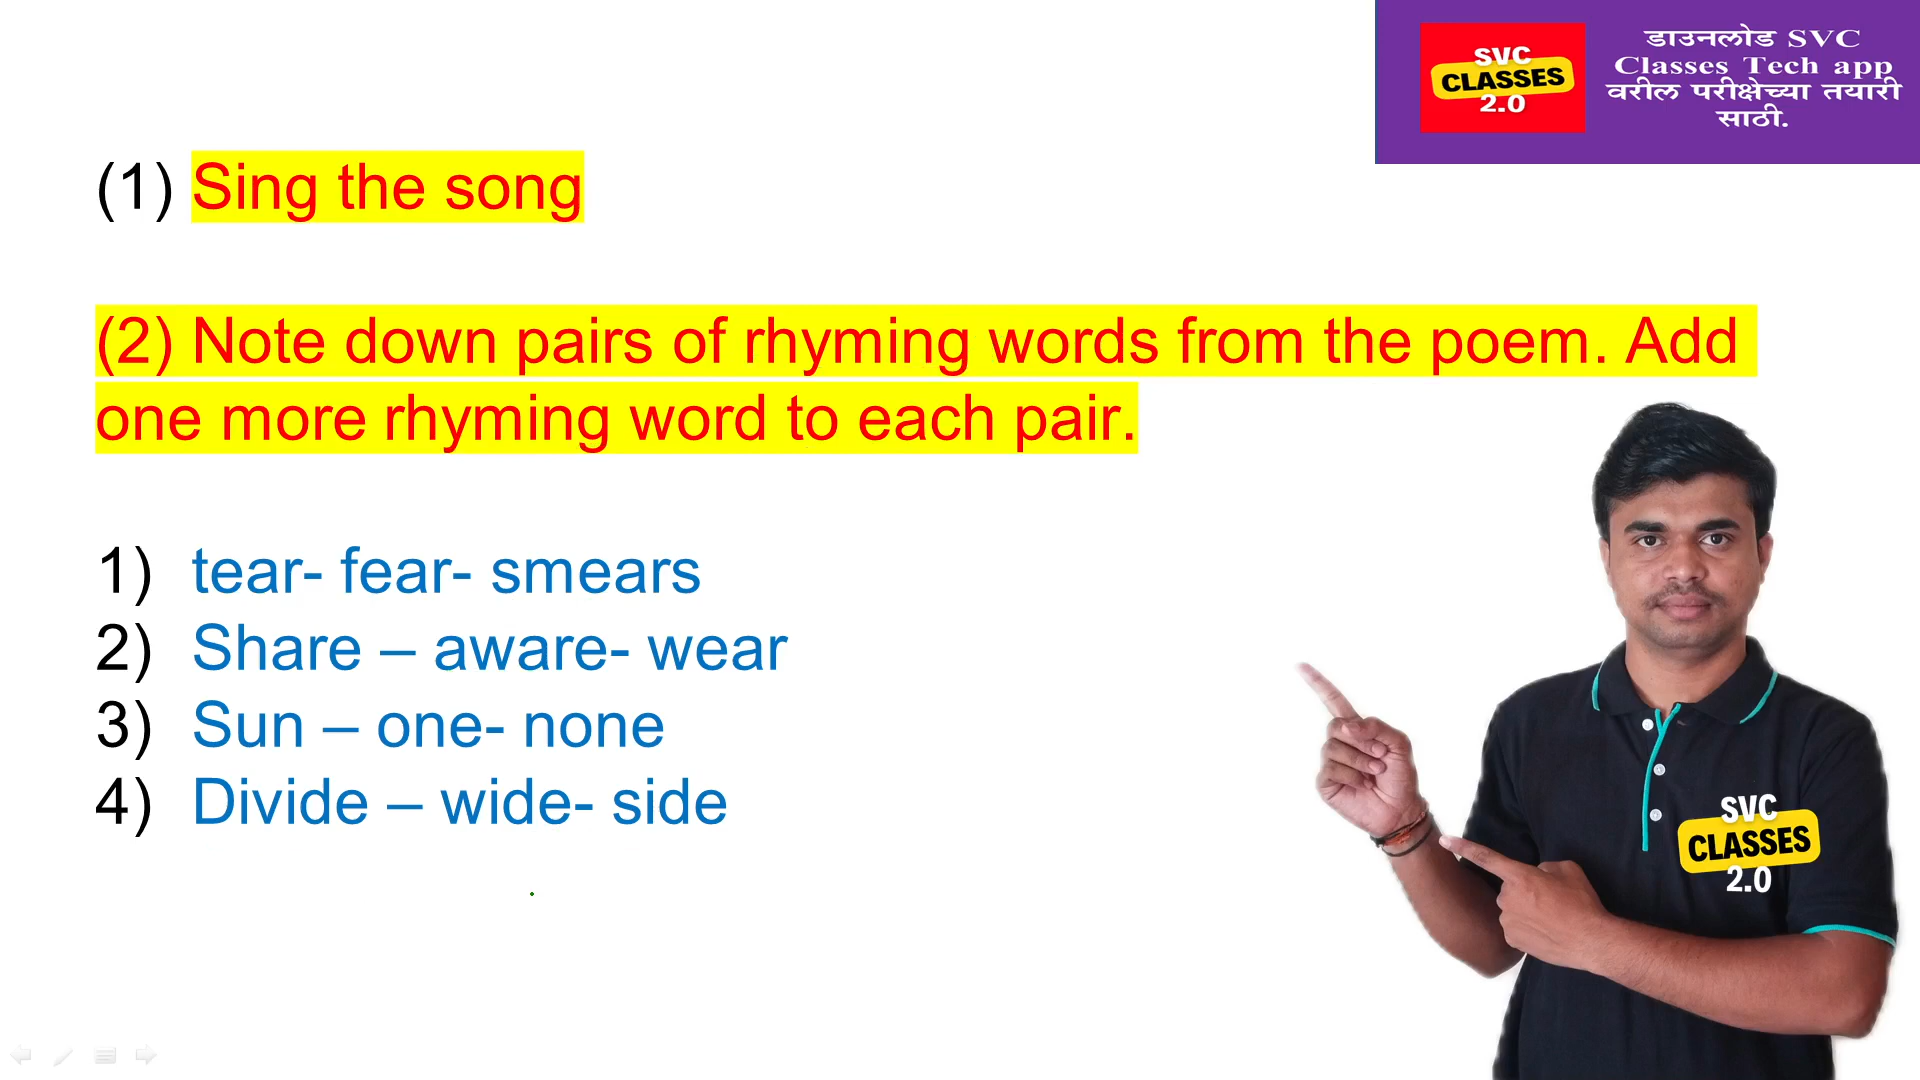 SVC
CLASSES
2.0
डाउनलोड SVC
Classes Tech app
वरील परीक्षेच्या तयारी
साठी.
(1) Sing the song
(2) Note down pairs of rhyming words from the poem. Add
one more rhyming word to each pair.
1) tear- fear- smears
2) Share – aware- wear
3) Sun – one- none
4) Divide – wide- side
SVC
CLASSES
2.0